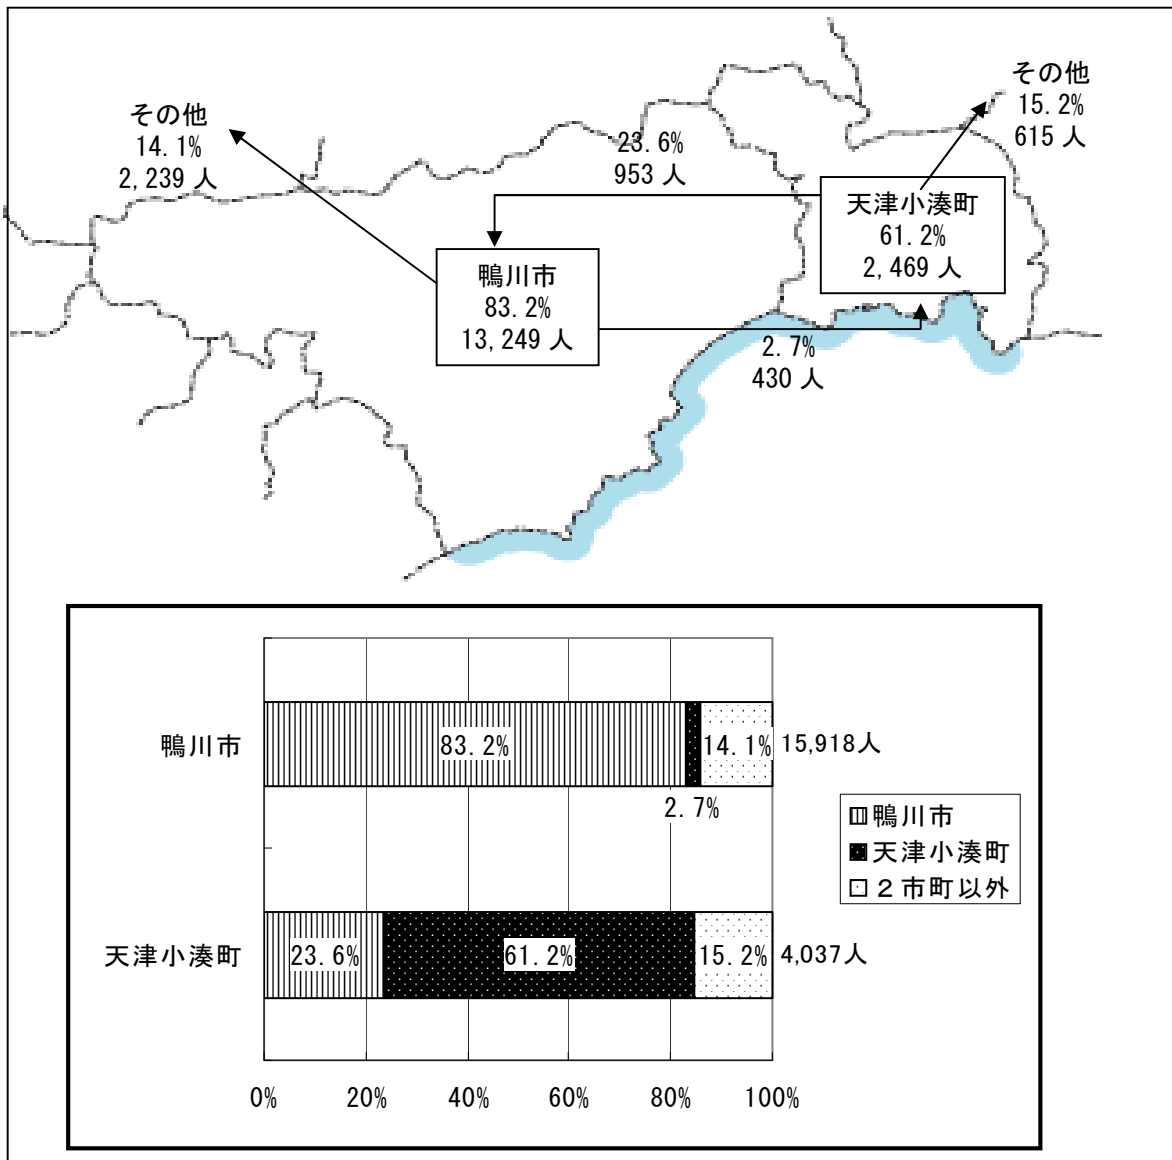 その他
14.1%
2,239 人
23.6%
953 人
その他
15.2%
615 人
天津小湊町
61.2%
2,469 人
鴨川市
83.2%
13,249 人
2.7%
430 人
鴨川市
83.2%
14.1%
15,918人
2.7%
鴨川市
天津小湊町
２市町以外
天津小湊町
23.6%
61.2%
15.2%
4,037人
0%
20%
40%
60%
80%
100%